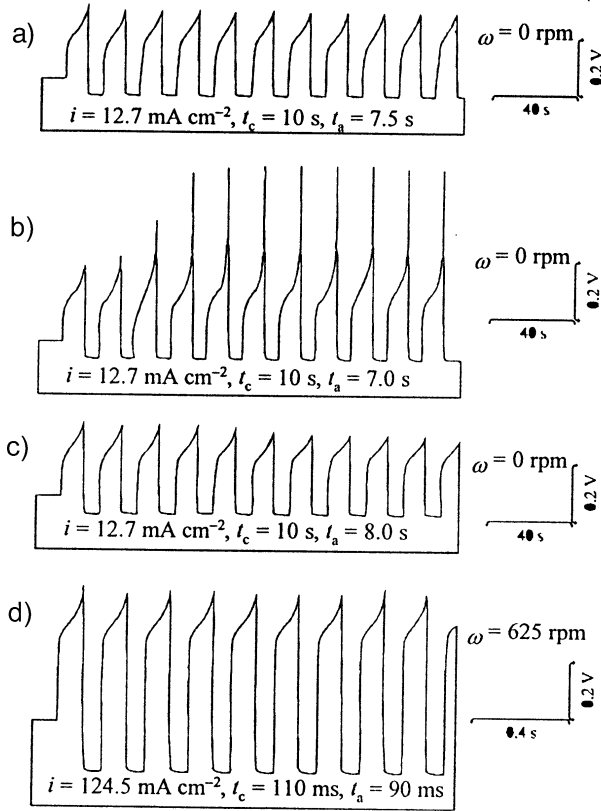 a)
ω = 0 rpm
0.2 V
40 s
i = 12.7 mA cm⁻², t_c = 10 s, t_a = 7.5 s
b)
ω = 0 rpm
0.2 V
40 s
i = 12.7 mA cm⁻², t_c = 10 s, t_a = 7.0 s
c)
ω = 0 rpm
0.2 V
40 s
i = 12.7 mA cm⁻², t_c = 10 s, t_a = 8.0 s
d)
ω = 625 rpm
0.2 V
0.4 s
i = 124.5 mA cm⁻², t_c = 110 ms, t_a = 90 ms